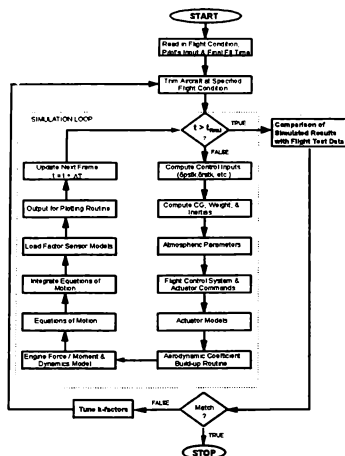 START
Read in Flight Condition,
Pilot's Input & Final Flt Time
Trim Aircraft at Specified
Flight Condition
SIMULATION LOOP
t > tfinal
?
TRUE
FALSE
Comparison of
Simulated Results
with Flight Test Data
Compute Control Inputs
(δpstk, δrstk, etc.)
Compute CG, Weight, &
Inertias
Atmospheric Parameters
Flight Control System &
Actuator Commands
Actuator Models
Aerodynamic Coefficient
Build-up Routine
Engine Force / Moment &
Dynamics Model
Equations of Motion
Integrate Equations of
Motion
Load Factor Sensor Models
Output for Plotting Routine
Update Next Frame
t = t + ΔT
Match
?
FALSE
Tune k-factors
TRUE
STOP